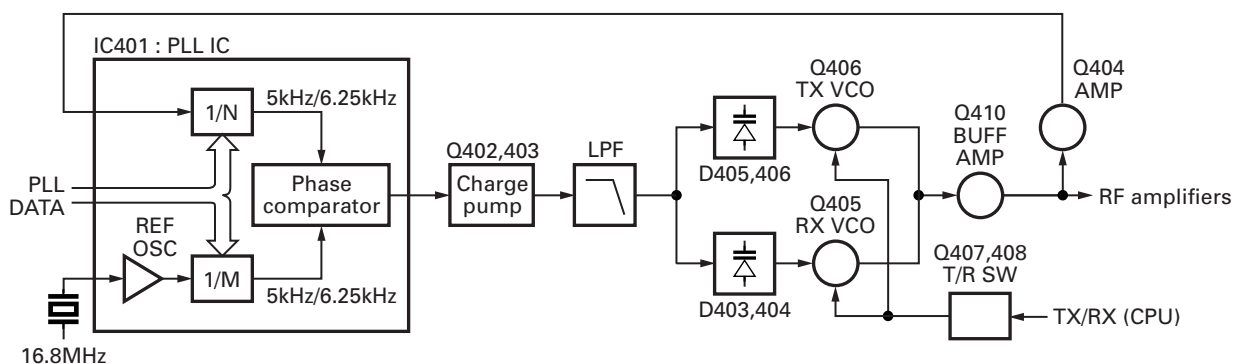 IC401 : PLL IC
1/N
5kHz/6.25kHz
Q406
TX VCO
Q404
AMP
Q410
BUFF
AMP
Q402,403
LPF
PLL
DATA
Phase
comparator
Charge
pump
D405,406
RF amplifiers
REF
OSC
Q405
RX VCO
1/M
5kHz/6.25kHz
Q407,408
T/R SW
D403,404
TX/RX (CPU)
16.8MHz